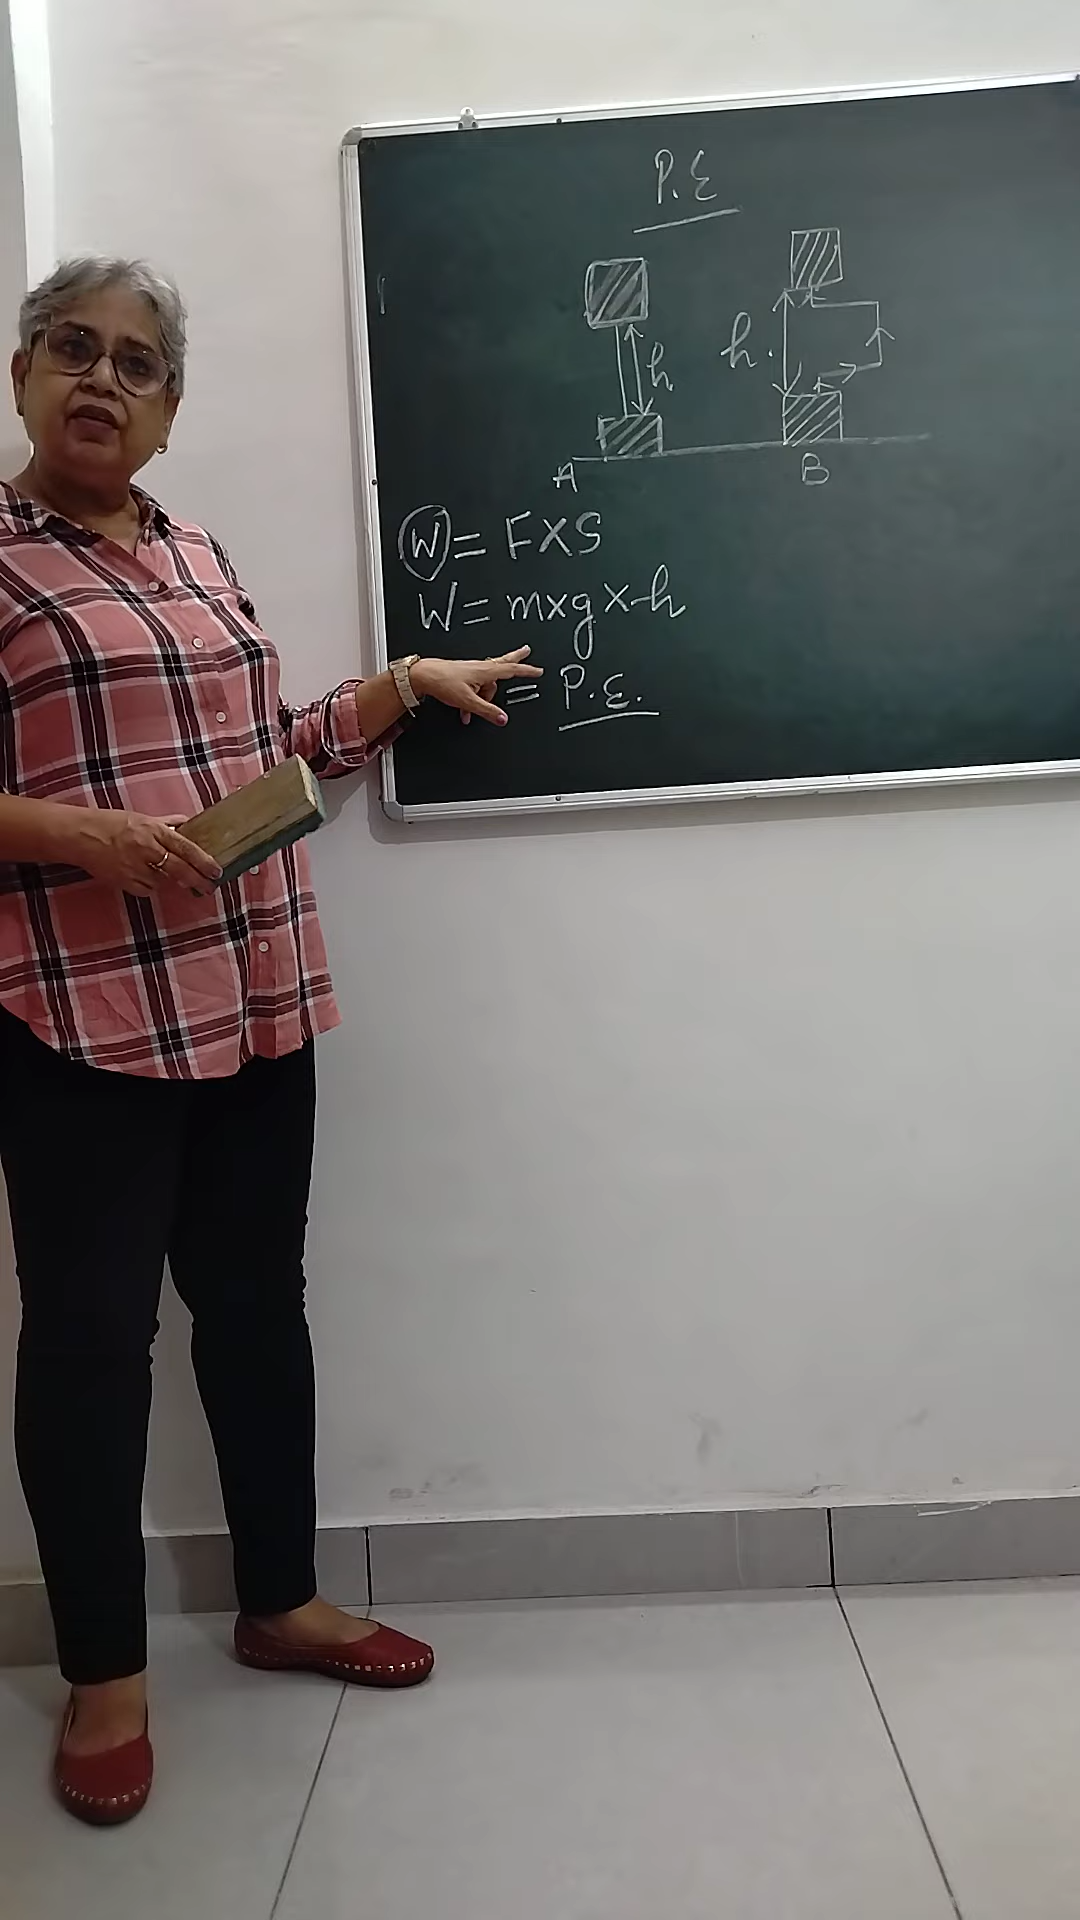 P.E
h
h.
A
B
W = F×S
W = m×g×h
= P.E.